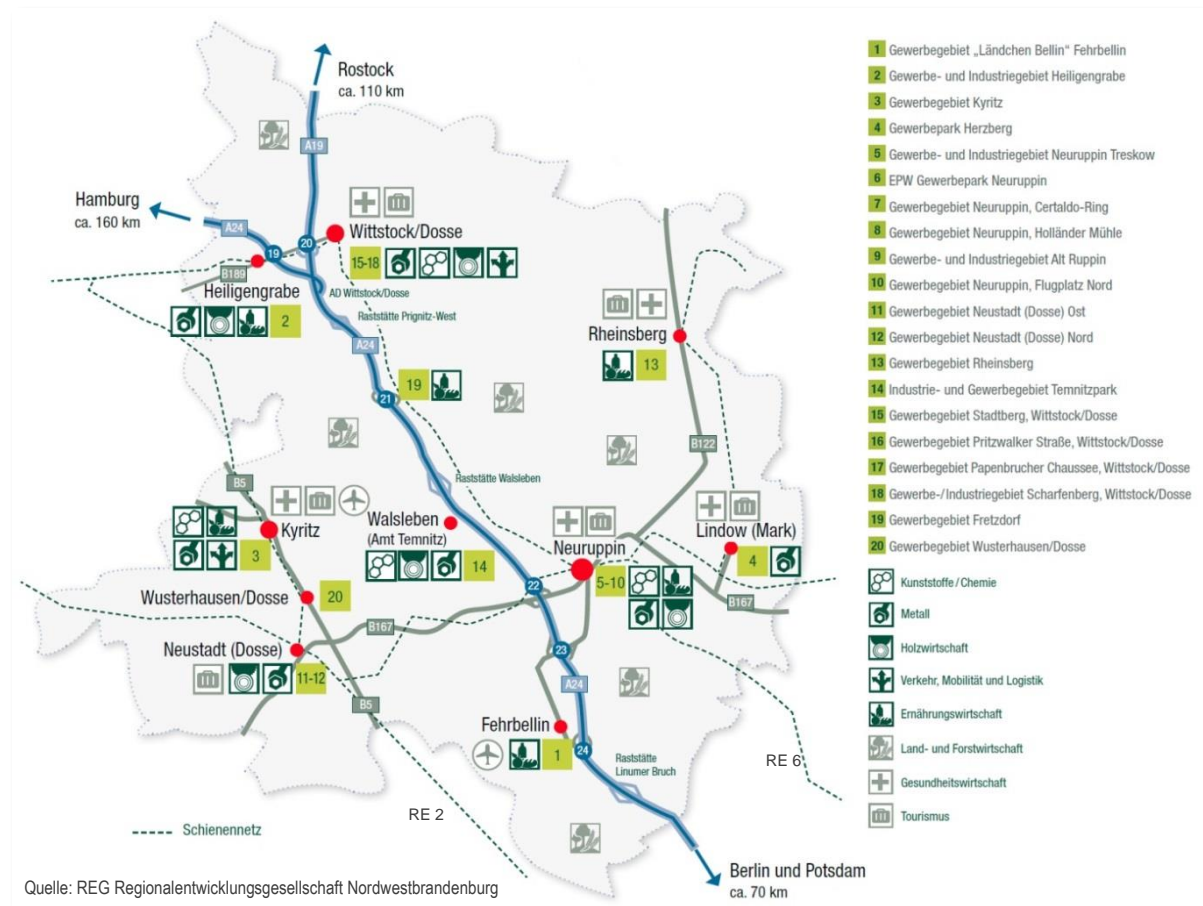 Rostock
ca. 110 km
A19
Hamburg
ca. 160 km
A24
Wittstock/Dosse
20
19
15-18
B189
AD Wittstock/Dosse
Heiligengrabe
2
Raststätte Prignitz-West
A24
Rheinsberg
13
19
21
B122
Raststätte Walsleben
B5
Kyritz
3
Walsleben
(Amt Temnitz)
14
Neuruppin
5-10
Lindow (Mark)
4
22
Wusterhausen/Dosse
20
B167
B167
Neustadt (Dosse)
11-12
23
A24
B5
Fehrbellin
1
24
Raststätte
Linumer Bruch
RE 6
RE 2
Schienennetz
Berlin und Potsdam
ca. 70 km
Quelle: REG Regionalentwicklungsgesellschaft Nordwestbrandenburg
1 Gewerbegebiet „Ländchen Bellin“ Fehrbellin
2 Gewerbe- und Industriegebiet Heiligengrabe
3 Gewerbegebiet Kyritz
4 Gewerbepark Herzberg
5 Gewerbe- und Industriegebiet Neuruppin Treskow
6 EPW Gewerbepark Neuruppin
7 Gewerbegebiet Neuruppin, Certaldo-Ring
8 Gewerbegebiet Neuruppin, Holländer Mühle
9 Gewerbe- und Industriegebiet Alt Ruppin
10 Gewerbegebiet Neuruppin, Flugplatz Nord
11 Gewerbegebiet Neustadt (Dosse) Ost
12 Gewerbegebiet Neustadt (Dosse) Nord
13 Gewerbegebiet Rheinsberg
14 Industrie- und Gewerbegebiet Temnitzpark
15 Gewerbegebiet Stadtberg, Wittstock/Dosse
16 Gewerbegebiet Pritzwalker Straße, Wittstock/Dosse
17 Gewerbegebiet Papenbrucher Chaussee, Wittstock/Dosse
18 Gewerbe-/Industriegebiet Scharfenberg, Wittstock/Dosse
19 Gewerbegebiet Fretzdorf
20 Gewerbegebiet Wusterhausen/Dosse
Kunststoffe/Chemie
Metall
Holzwirtschaft
Verkehr, Mobilität und Logistik
Ernährungswirtschaft
Land- und Forstwirtschaft
Gesundheitswirtschaft
Tourismus